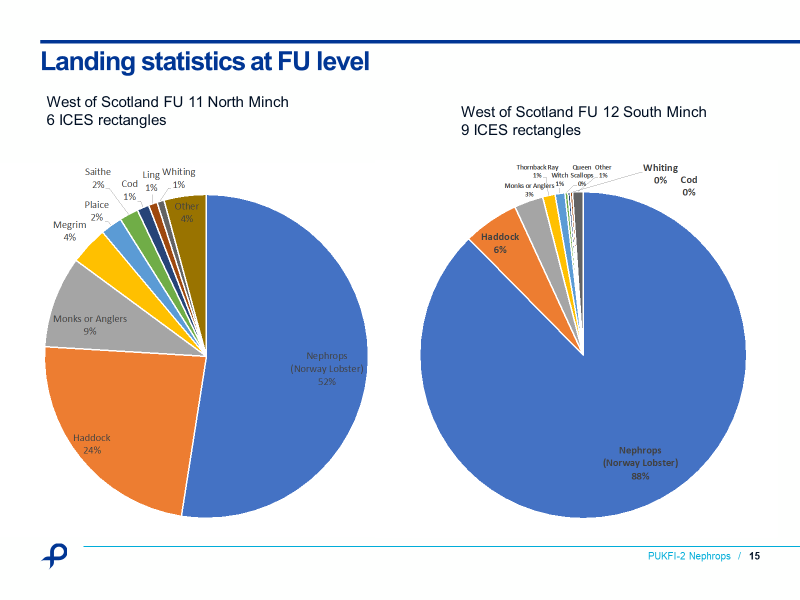 Landing statistics at FU level
West of Scotland FU 11 North Minch
6 ICES rectangles
West of Scotland FU 12 South Minch
9 ICES rectangles
Nephrops
(Norway Lobster)
52%
Haddock
24%
Monks or Anglers
9%
Megrim
4%
Plaice
2%
Saithe
2%
Cod
1%
Ling
1%
Whiting
1%
Other
4%
Nephrops
(Norway Lobster)
88%
Haddock
6%
Monks or Anglers
3%
Thornback Ray
1%
Witch
1%
Queen
Scallops
0%
Other
1%
Whiting
0%
Cod
0%
PUKFI-2 Nephrops / 15